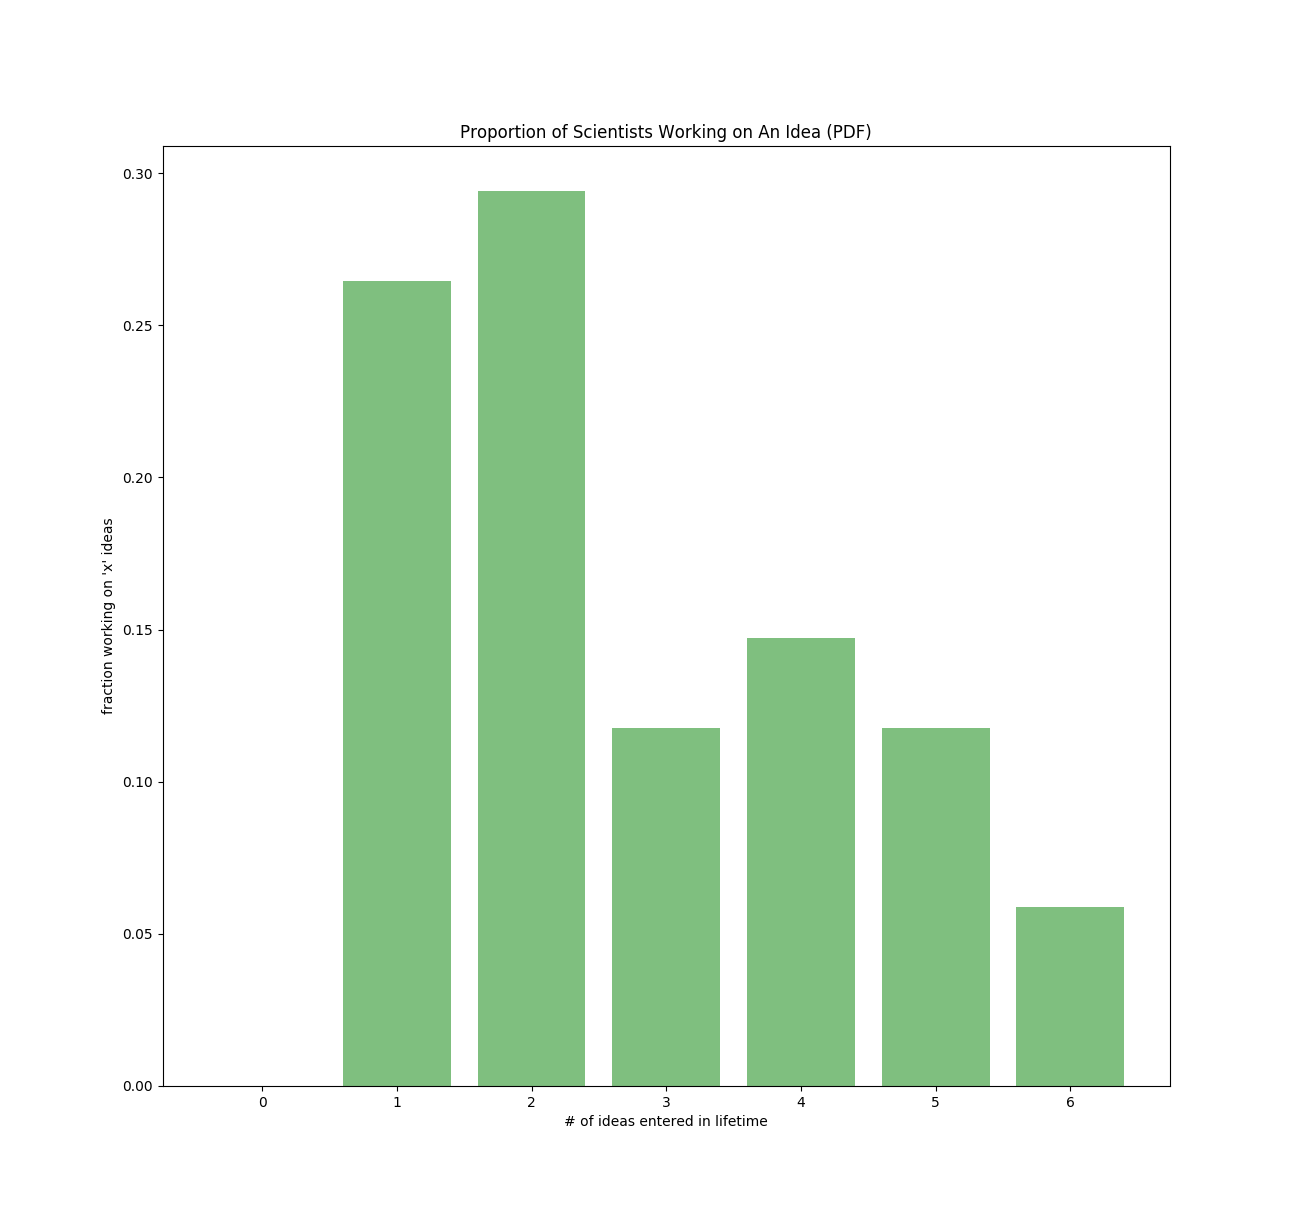 Proportion of Scientists Working on An Idea (PDF)
0.30
0.25
0.20
0.15
0.10
0.05
0.00
fraction working on 'x' ideas
0 1 2 3 4 5 6
# of ideas entered in lifetime